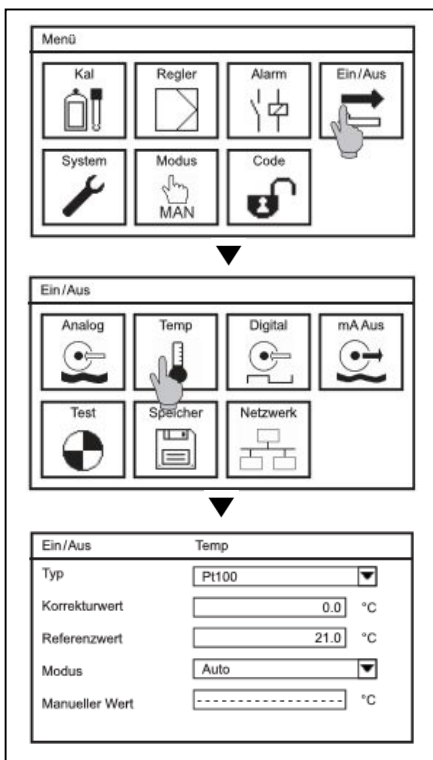 Menü
Kal Regler Alarm Ein/Aus
System Modus Code
MAN
Ein/Aus
Analog Temp Digital mA Aus
Test Speicher Netzwerk
Ein/Aus Temp
Typ Pt100
Korrekturwert 0.0 °C
Referenzwert 21.0 °C
Modus Auto
Manueller Wert ----------------- °C